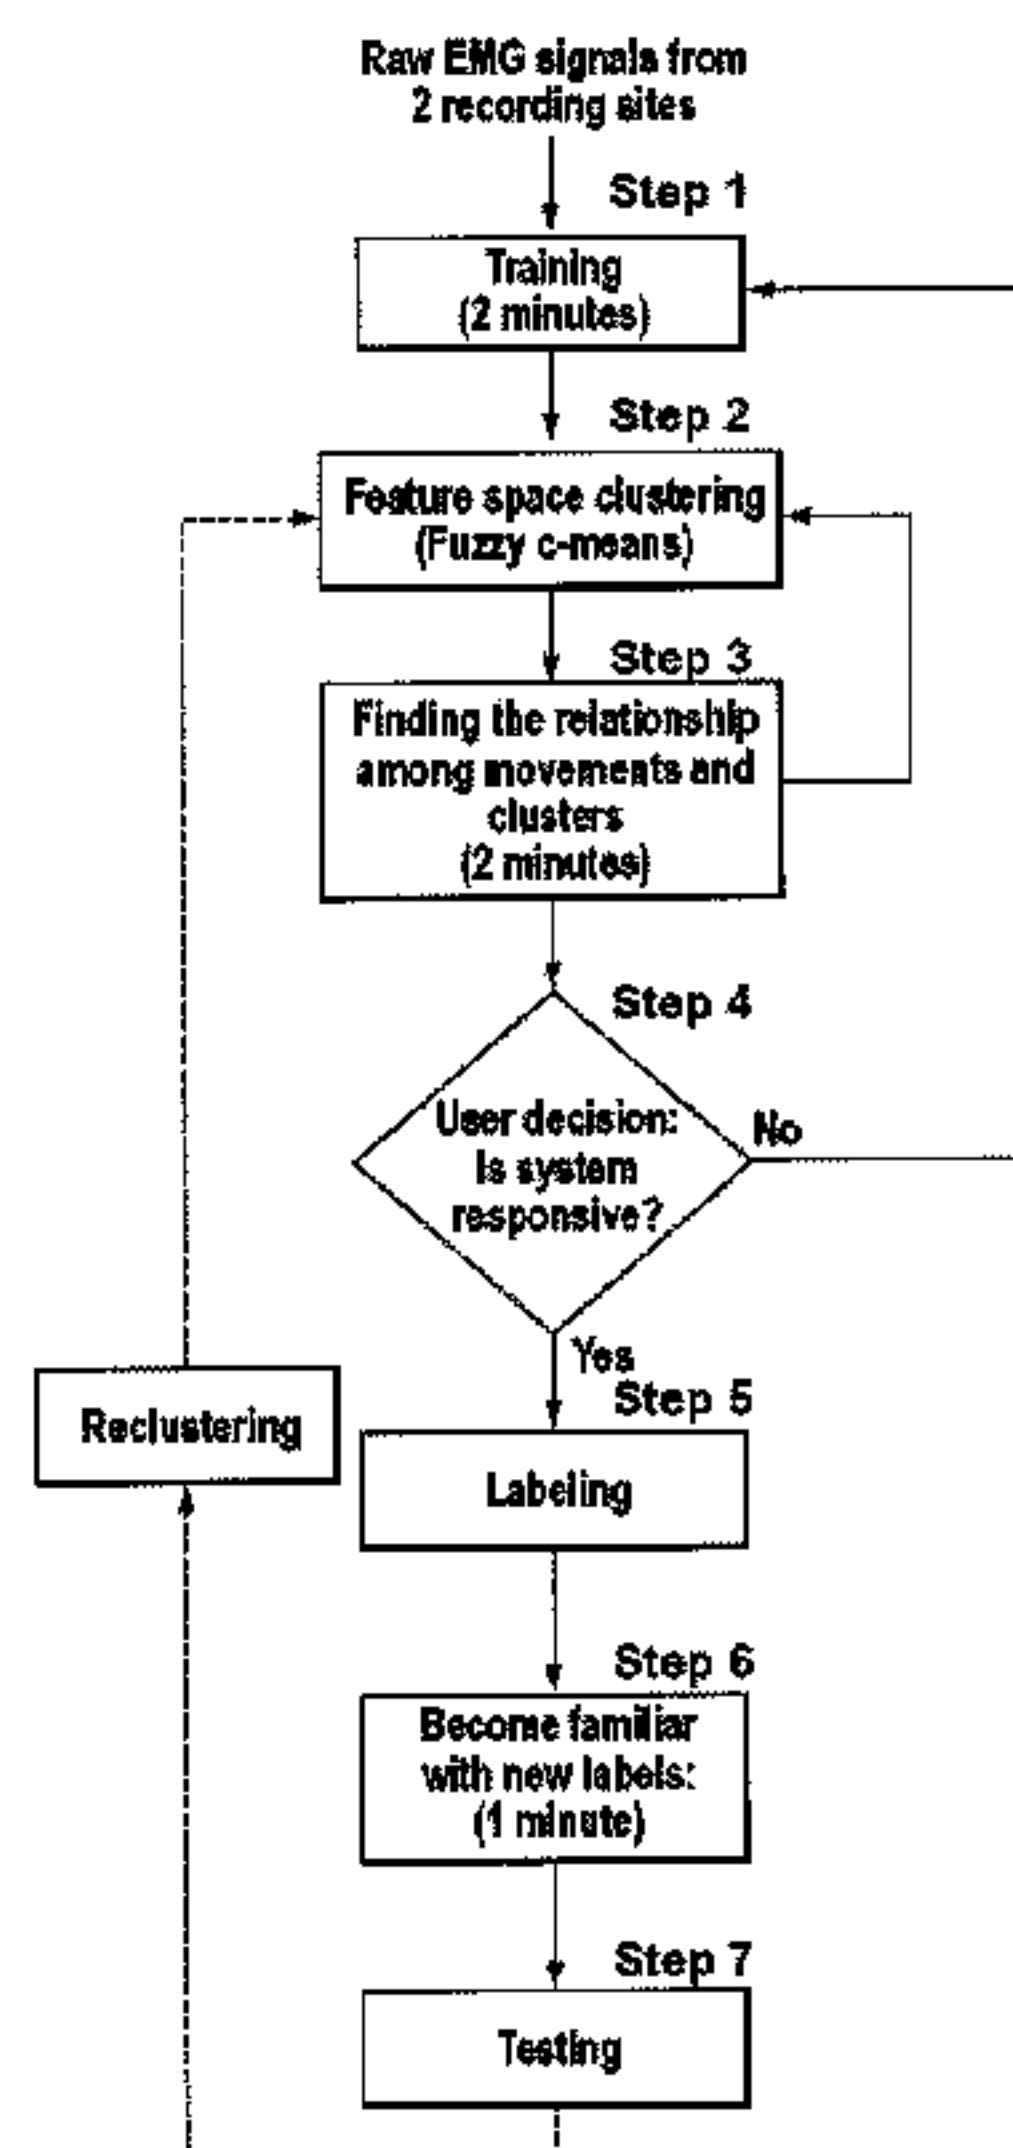 Raw EMG signals from
2 recording sites
Step 1
Training
(2 minutes)
Step 2
Feature space clustering
(Fuzzy c-means)
Step 3
Finding the relationship
among movements and
clusters
(2 minutes)
Step 4
User decision:
Is system
responsive?
No
Yes
Step 5
Reclustering
Labeling
Step 6
Become familiar
with new labels:
(1 minute)
Step 7
Testing